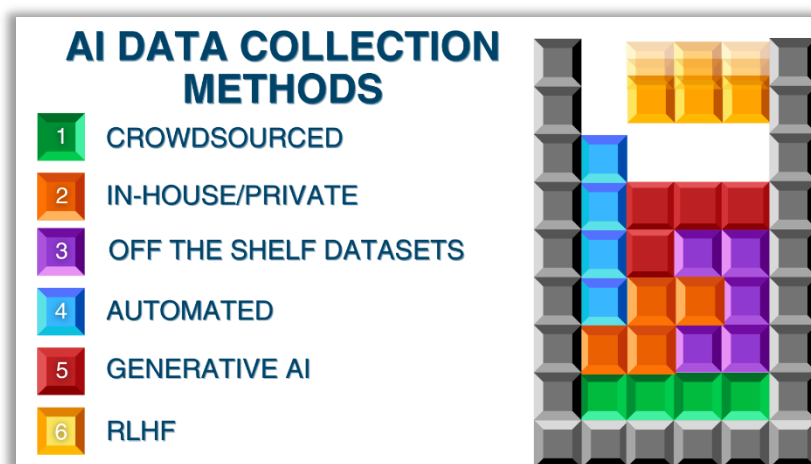 AI DATA COLLECTION
METHODS
1 CROWDSOURCED
2 IN-HOUSE/PRIVATE
3 OFF THE SHELF DATASETS
4 AUTOMATED
5 GENERATIVE AI
6 RLHF